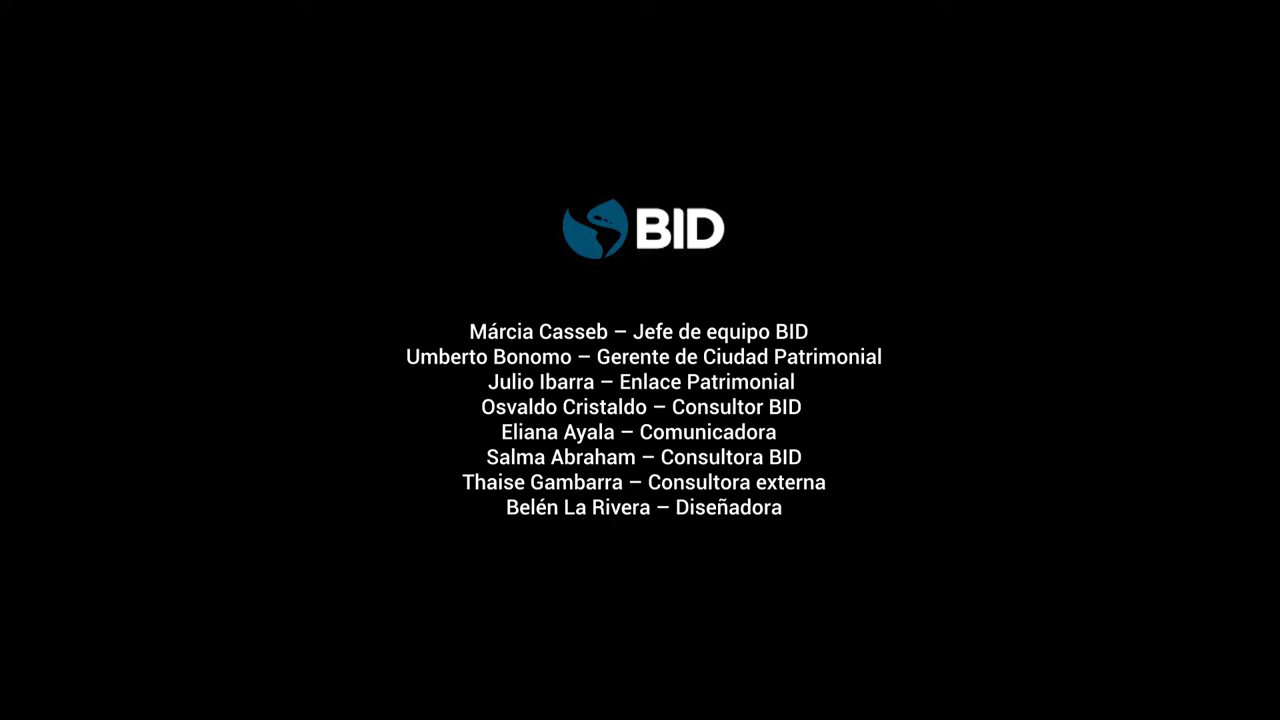 BID
Márcia Casseb – Jefe de equipo BID
Umberto Bonomo – Gerente de Ciudad Patrimonial
Julio Ibarra – Enlace Patrimonial
Osvaldo Cristaldo – Consultor BID
Eliana Ayala – Comunicadora
Salma Abraham – Consultora BID
Thaise Gambarra – Consultora externa
Belén La Rivera – Diseñadora